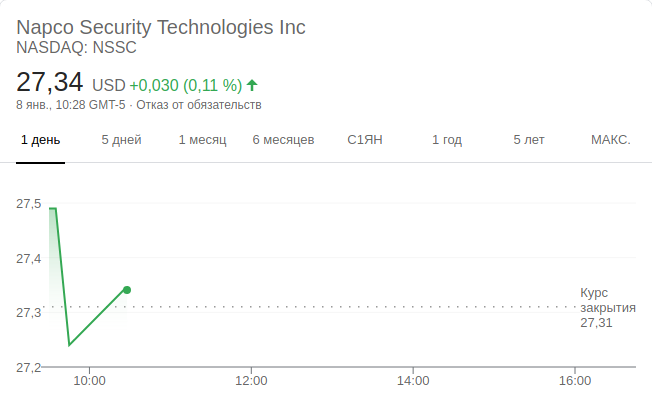 Napco Security Technologies Inc
NASDAQ: NSSC
27,34 USD +0,030 (0,11 %)
8 янв., 10:28 GMT-5 · Отказ от обязательств
1 день 5 дней 1 месяц 6 месяцев С1ЯН 1 год 5 лет МАКС.
27,5
27,4
27,3
27,2
Курс
закрытия
27,31
10:00 12:00 14:00 16:00